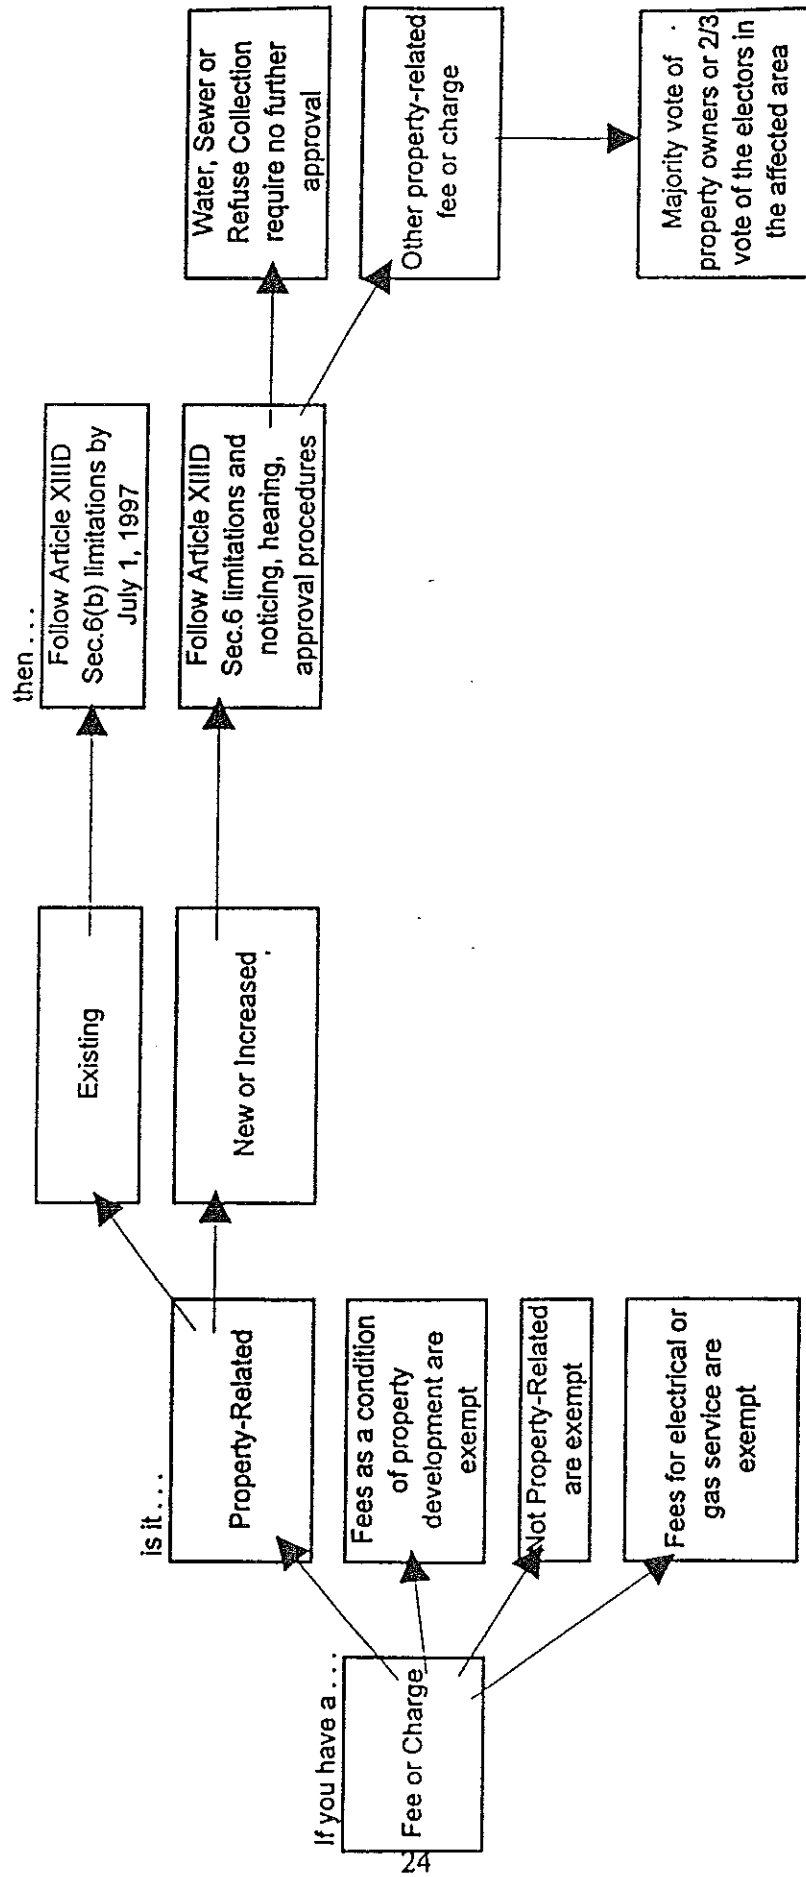 If you have a . . .
Fee or Charge
is it . . .
Property-Related
Fees as a condition
of property
development are
exempt
Not Property-Related
are exempt
Fees for electrical or
gas service are
exempt
Existing
New or Increased
then . . .
Follow Article XIIID
Sec.6(b) limitations by
July 1, 1997
Follow Article XIIID
Sec.6 limitations and
noticing, hearing,
approval procedures
Water, Sewer or
Refuse Collection
require no further
approval
Other property-related
fee or charge
Majority vote of
property owners or 2/3
vote of the electors in
the affected area
24